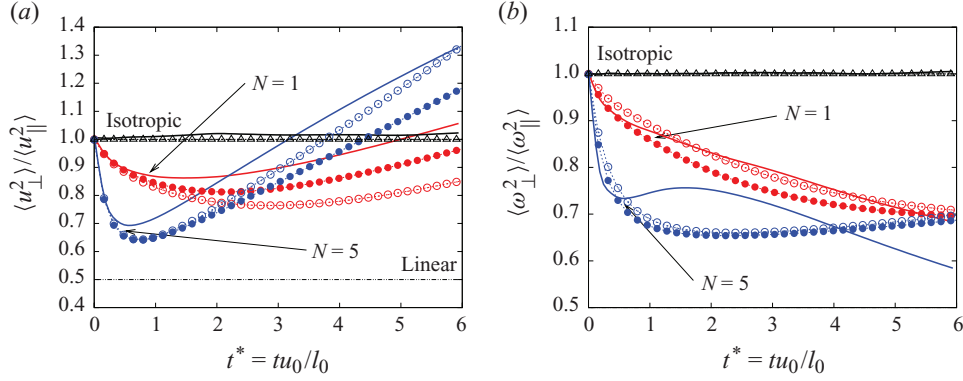 (a)
1.4
1.3
1.2
1.1
1.0
0.9
0.8
0.7
0.6
0.5
0.4
⟨u²⊥⟩/⟨u²∥⟩
Isotropic
N = 1
N = 5
Linear
0 1 2 3 4 5 6
t* = tu₀/l₀
(b)
1.1
1.0
0.9
0.8
0.7
0.6
0.5
⟨ω²⊥⟩/⟨ω²∥⟩
Isotropic
N = 1
N = 5
0 1 2 3 4 5 6
t* = tu₀/l₀